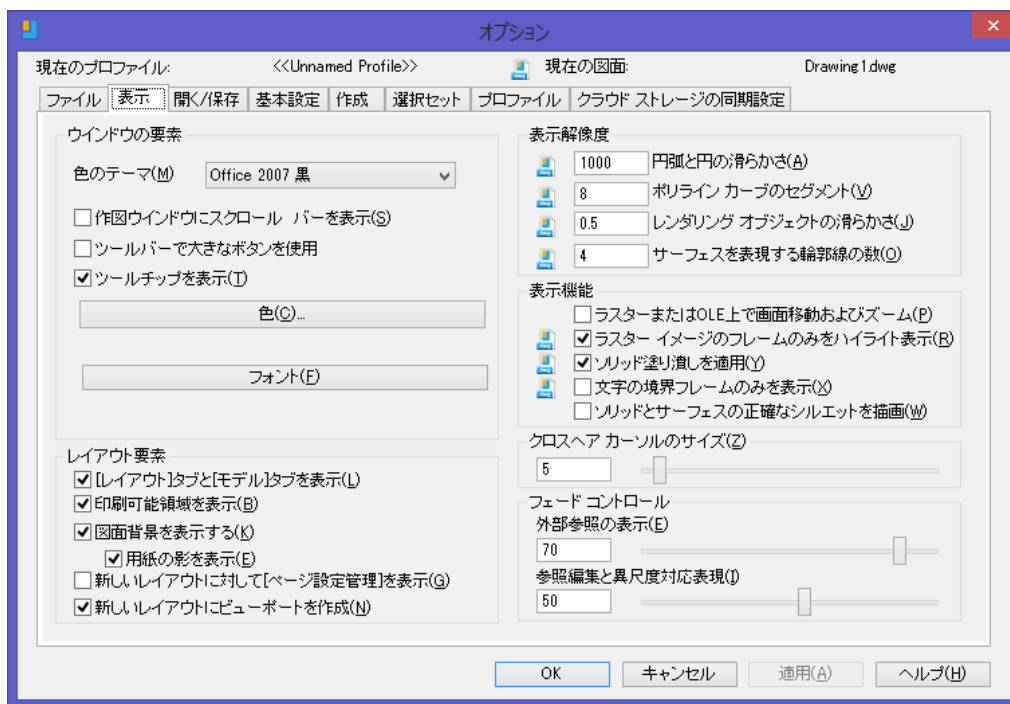 オプション
現在のプロファイル: <<Unnamed Profile>> 現在の図面: Drawing1.dwg
ファイル 表示 開く/保存 基本設定 作成 選択セット プロファイル クラウド ストレージの同期設定
ウインドウの要素
色のテーマ(M) Office 2007 黒
作図ウインドウにスクロール バーを表示(S)
ツールバーで大きなボタンを使用
ツールチップを表示(T)
色(C)...
フォント(F)
レイアウト要素
[レイアウト]タブと[モデル]タブを表示(L)
印刷可能領域を表示(B)
図面背景を表示する(K)
用紙の影を表示(E)
新しいレイアウトに対して[ページ設定管理]を表示(G)
新しいレイアウトにビューポートを作成(N)
表示解像度
1000 円弧と円の滑らかさ(A)
8 ポリライン カーブのセグメント(V)
0.5 レンダリング オブジェクトの滑らかさ(J)
4 サーフェスを表現する輪郭線の数(O)
表示機能
ラスターまたはOLE上で画面移動およびズーム(P)
ラスター イメージのフレームのみをハイライト表示(R)
ソリッド塗り潰しを適用(Y)
文字の境界フレームのみを表示(X)
ソリッドとサーフェスの正確なシルエットを描画(W)
クロスヘア カーソルのサイズ(Z)
5
フェード コントロール
外部参照の表示(E)
70
参照編集と異尺度対応表現(I)
50
OK キャンセル 適用(A) ヘルプ(H)